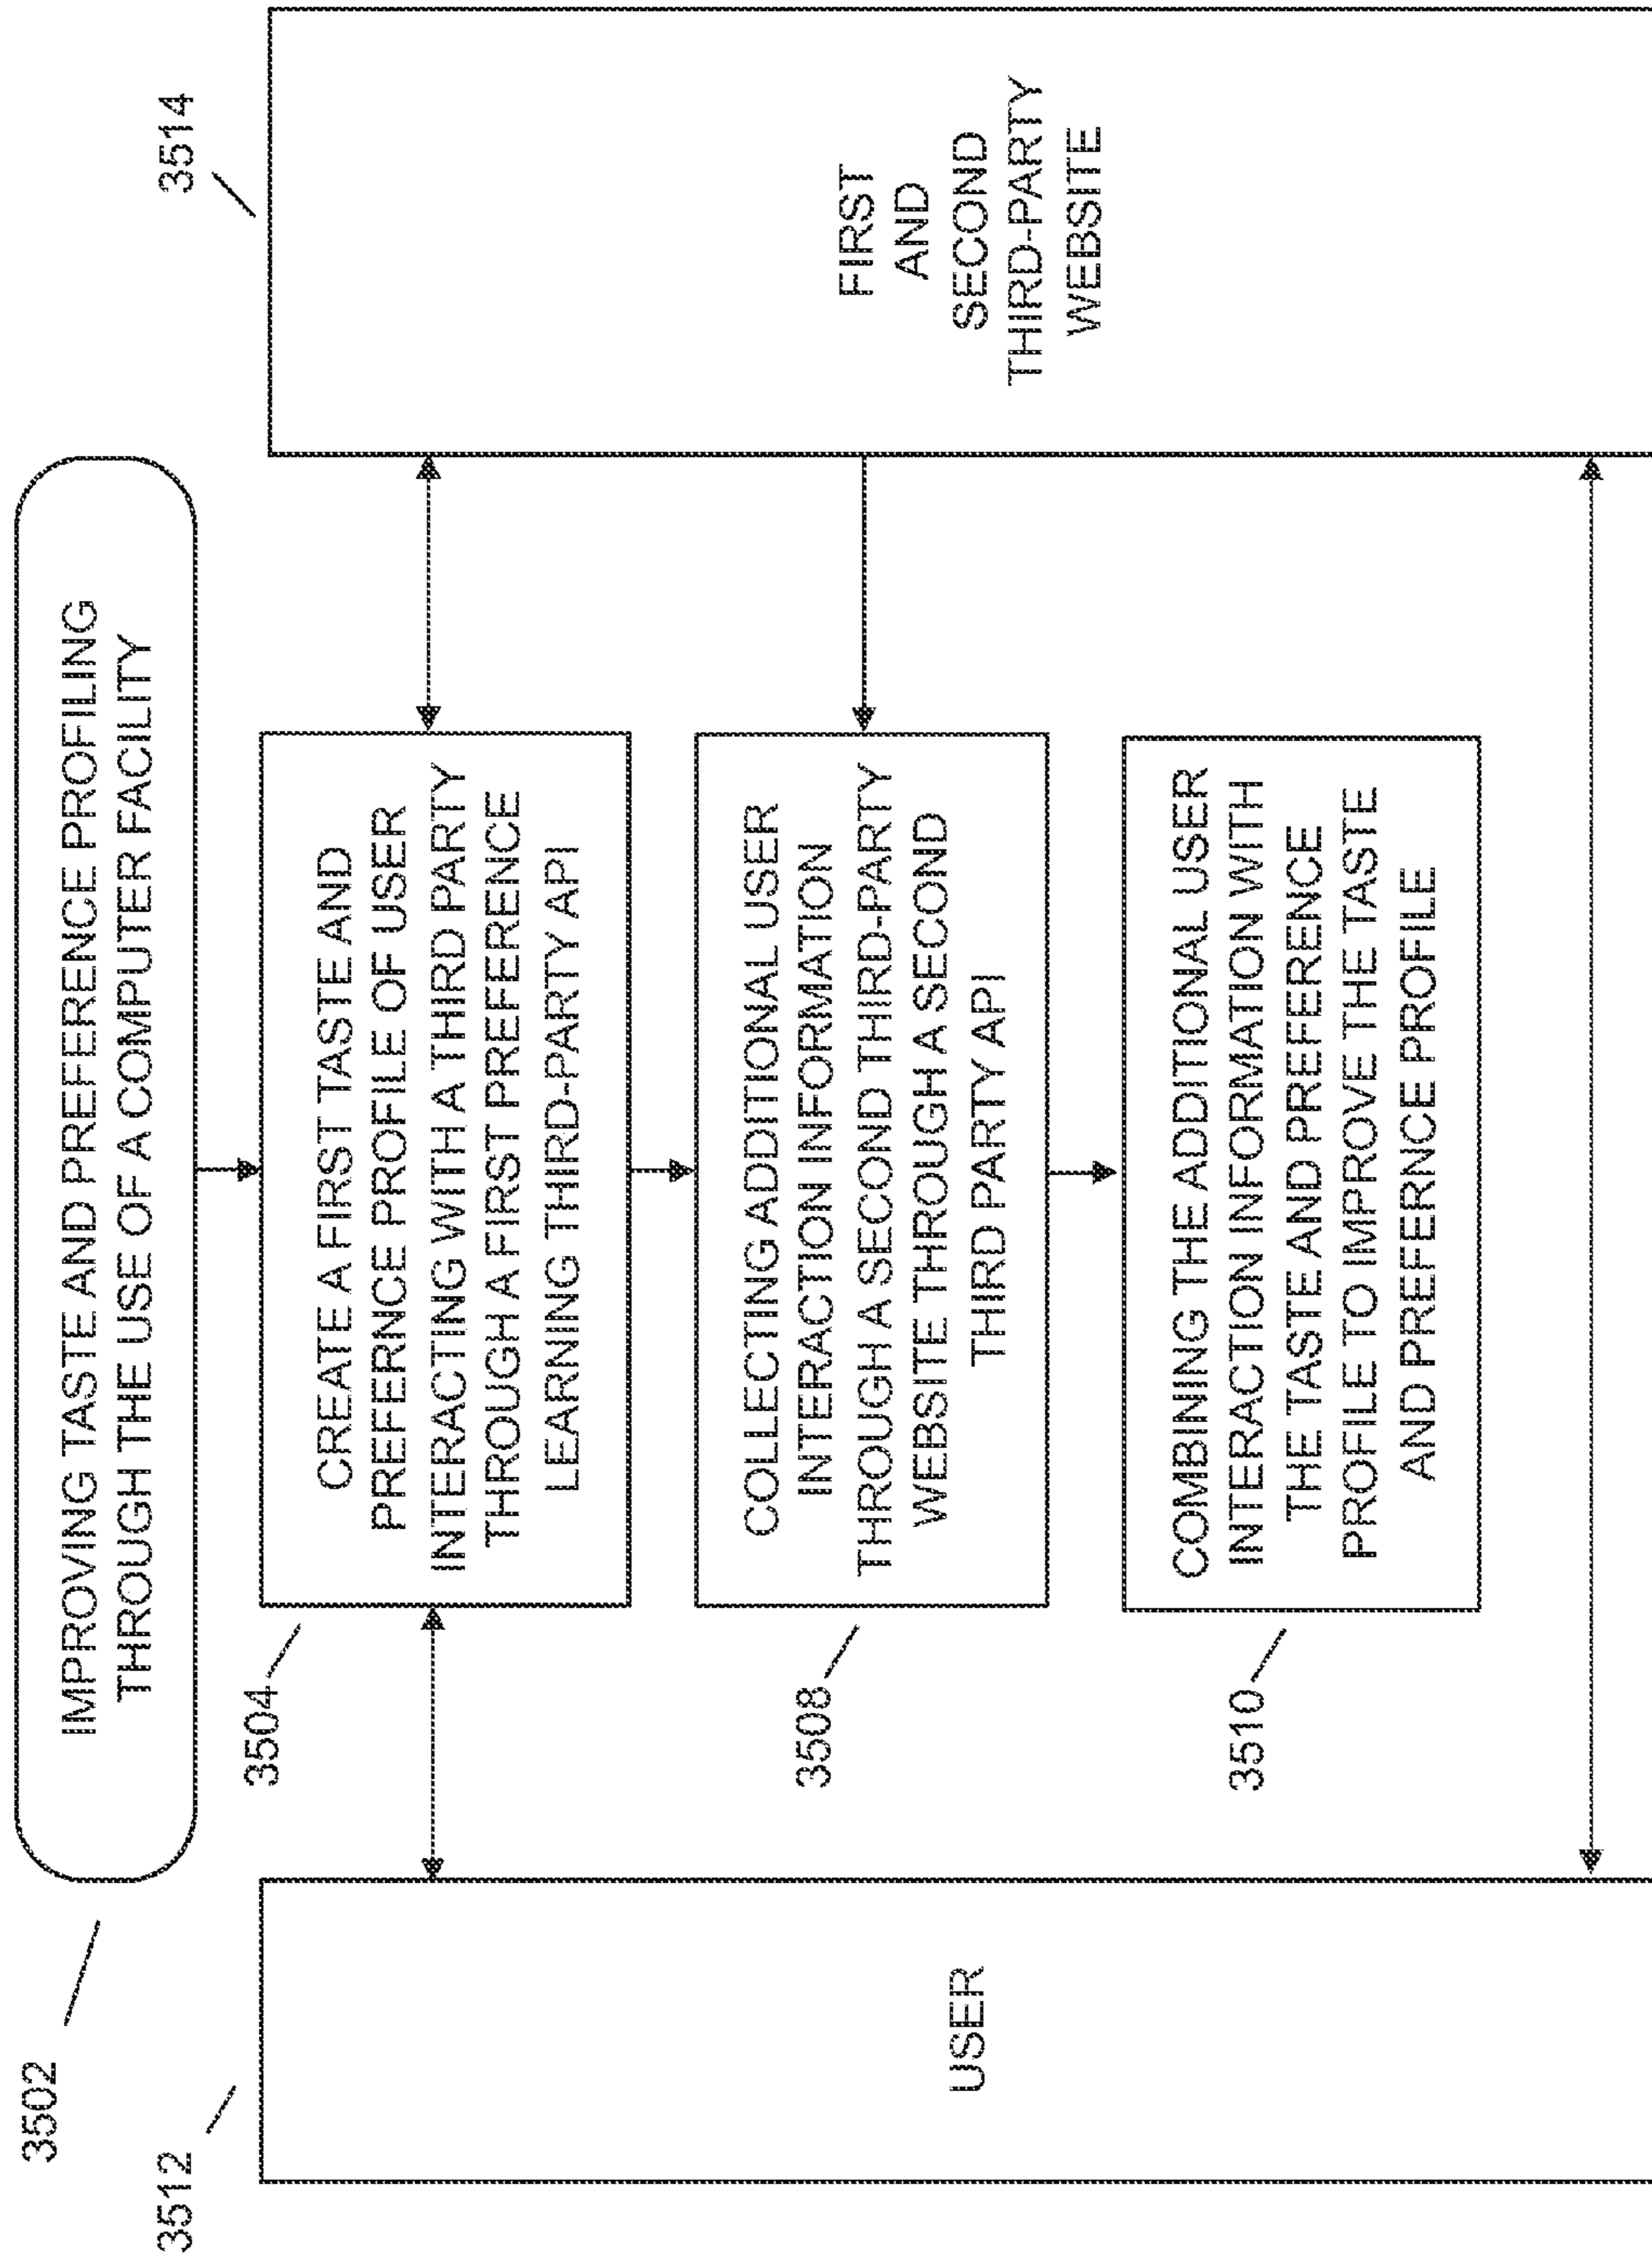 3502
IMPROVING TASTE AND PREFERENCE PROFILING
THROUGH THE USE OF A COMPUTER FACILITY
3512
USER
3504
CREATE A FIRST TASTE AND
PREFERENCE PROFILE OF USER
INTERACTING WITH A THIRD PARTY
THROUGH A FIRST PREFERENCE
LEARNING THIRD-PARTY API
3508
COLLECTING ADDITIONAL USER
INTERACTION INFORMATION
THROUGH A SECOND THIRD-PARTY
WEBSITE THROUGH A SECOND
THIRD PARTY API
3510
COMBINING THE ADDITIONAL USER
INTERACTION INFORMATION WITH
THE TASTE AND PREFERENCE
PROFILE TO IMPROVE THE TASTE
AND PREFERENCE PROFILE
3514
FIRST
AND
SECOND
THIRD-PARTY
WEBSITE